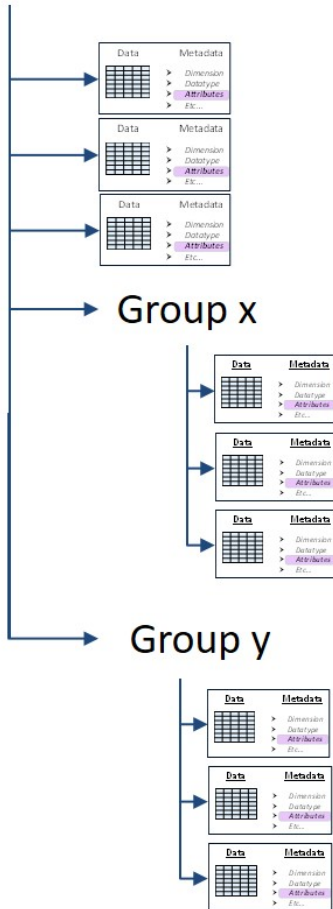 Data Metadata
Dimension
Datatype
Attributes
Etc...
Data Metadata
Dimension
Datatype
Attributes
Etc...
Data Metadata
Dimension
Datatype
Attributes
Etc...
Group x
Data Metadata
Dimension
Datatype
Attributes
Etc...
Data Metadata
Dimension
Datatype
Attributes
Etc...
Data Metadata
Dimension
Datatype
Attributes
Etc...
Group y
Data Metadata
Dimension
Datatype
Attributes
Etc...
Data Metadata
Dimension
Datatype
Attributes
Etc...
Data Metadata
Dimension
Datatype
Attributes
Etc...